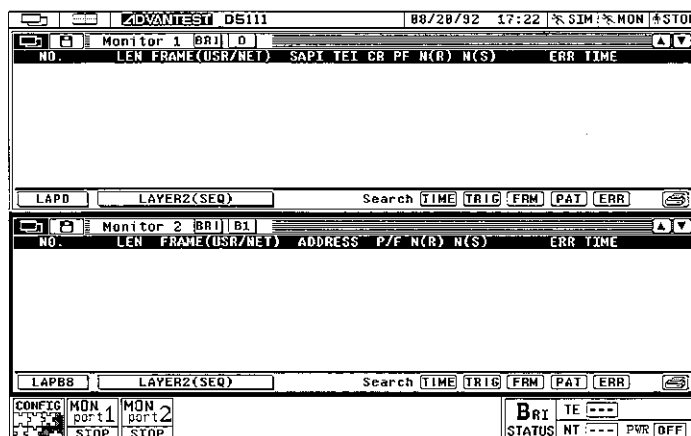 ADVANTEST D5111 08/20/92 17:22 SIM MON STO
Monitor 1 BRI D
NO. LEN FRAME(USR/NET) SAPI TEI CR PF N(R) N(S) ERR TIME
LAPD LAYER2(SEQ) Search TIME TRIG FRM PAT ERR
Monitor 2 BRI B1
NO. LEN FRAME(USR/NET) ADDRESS P/F N(R) N(S) ERR TIME
LAPB8 LAYER2(SEQ) Search TIME TRIG FRM PAT ERR
CONFIG MON port1 STOP MON port2 STOP BRI STATUS TE --- NT --- PWR OFF